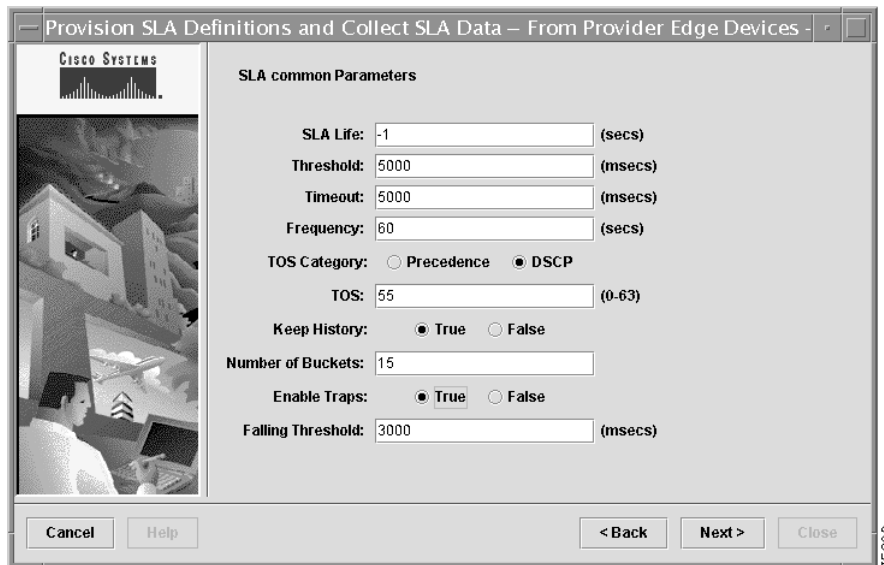 Provision SLA Definitions and Collect SLA Data – From Provider Edge Devices -
CISCO SYSTEMS
SLA common Parameters
SLA Life: -1 (secs)
Threshold: 5000 (msecs)
Timeout: 5000 (msecs)
Frequency: 60 (secs)
TOS Category: Precedence DSCP
TOS: 55 (0-63)
Keep History: True False
Number of Buckets: 15
Enable Traps: True False
Falling Threshold: 3000 (msecs)
Cancel Help < Back Next > Close